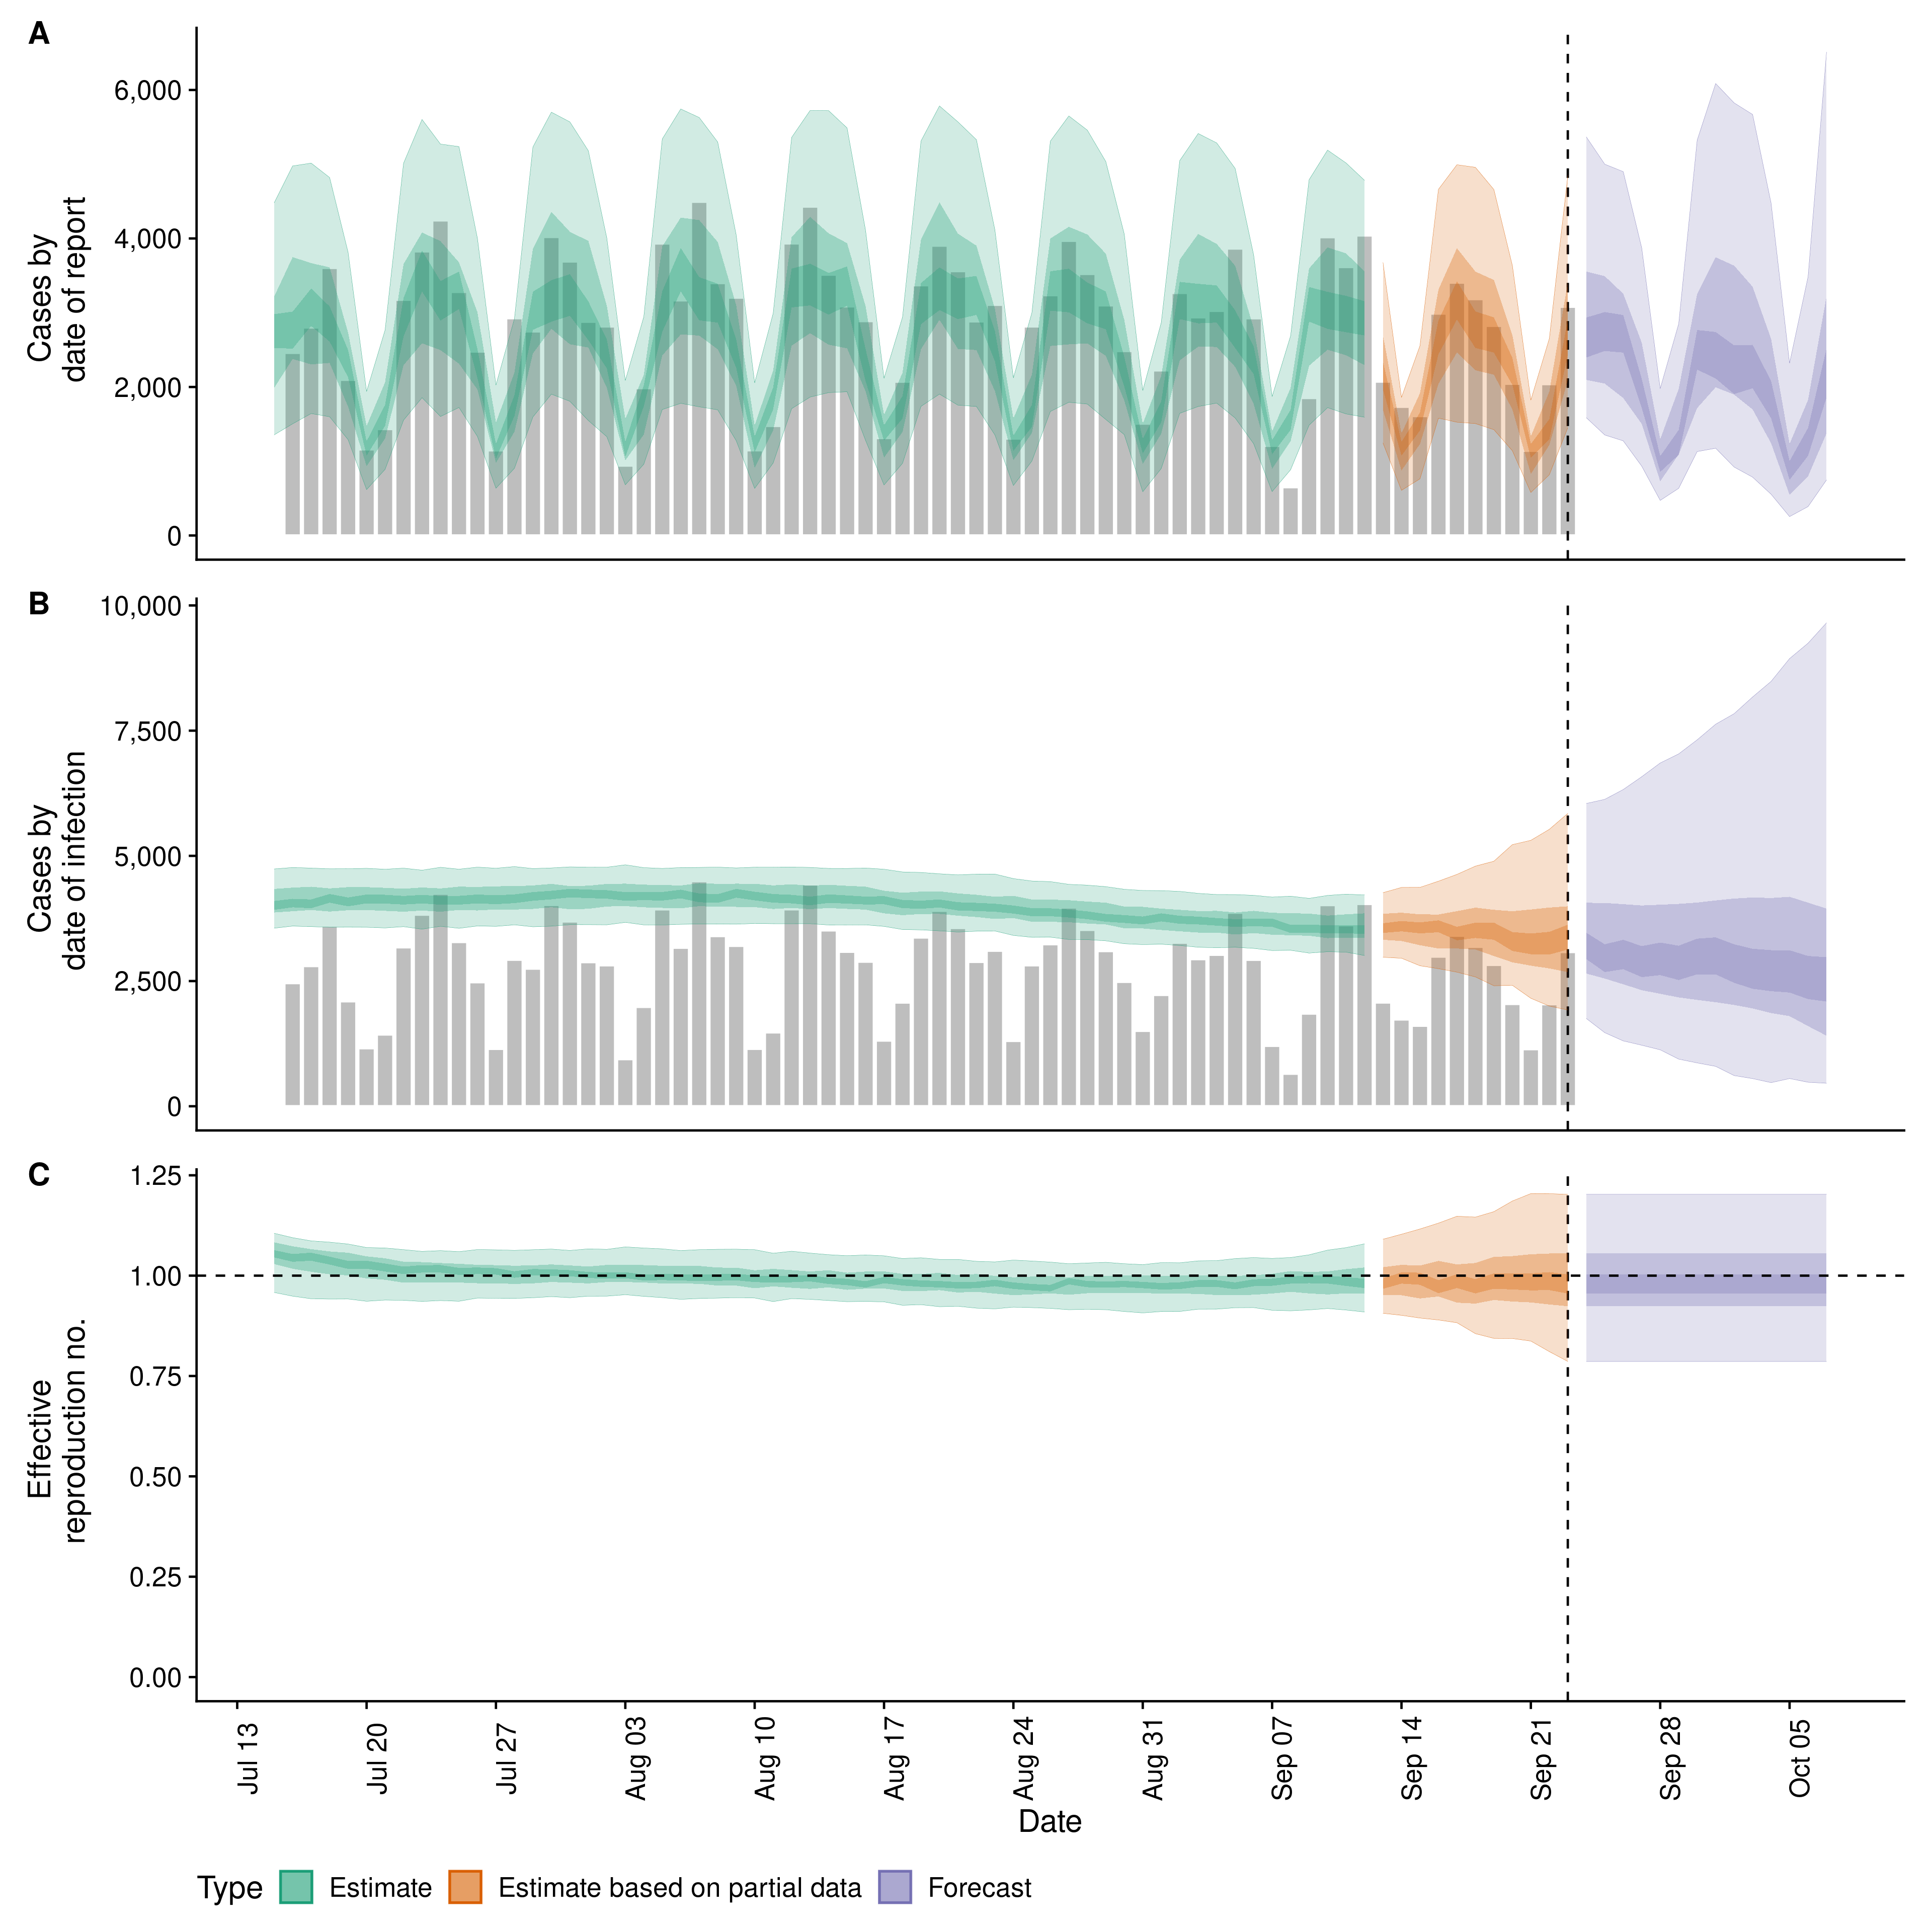 A
Cases by
date of report
6,000
4,000
2,000
0
B
Cases by
date of infection
10,000
7,500
5,000
2,500
0
C
Effective
reproduction no.
1.25
1.00
0.75
0.50
0.25
0.00
Jul 13
Jul 20
Jul 27
Aug 03
Aug 10
Aug 17
Aug 24
Aug 31
Sep 07
Sep 14
Sep 21
Sep 28
Oct 05
Date
Type Estimate Estimate based on partial data Forecast